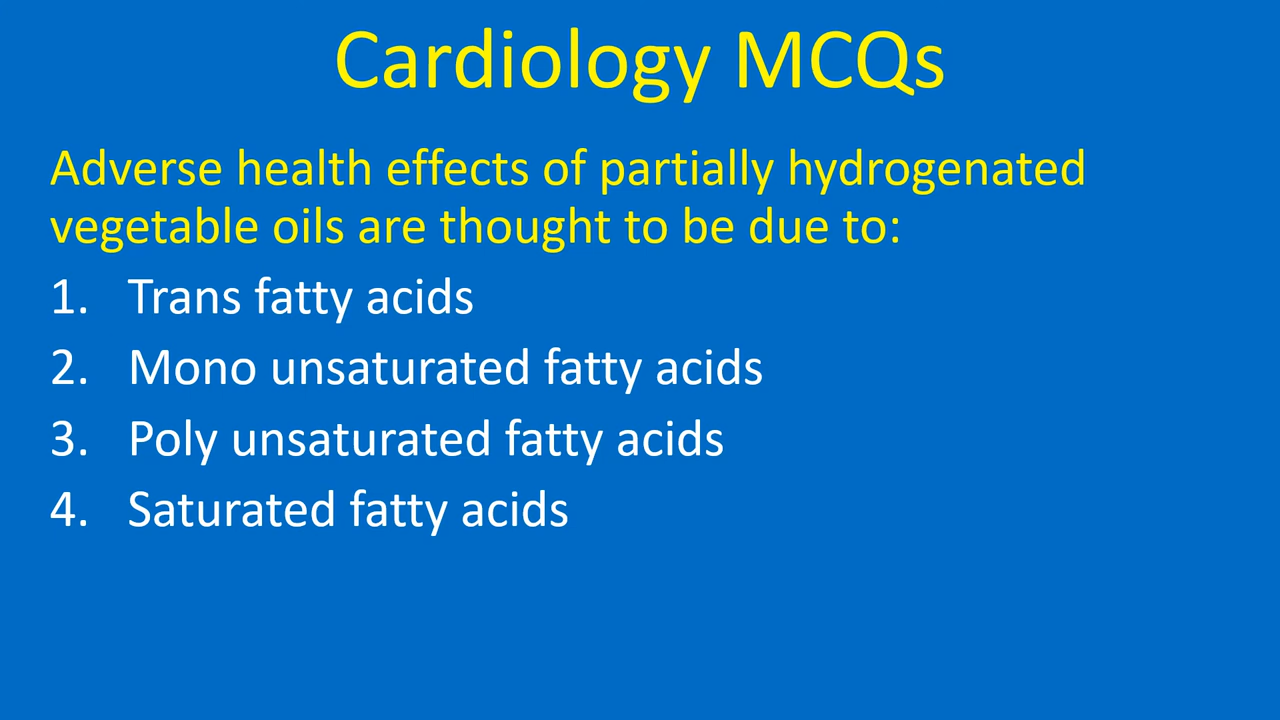 Cardiology MCQs
Adverse health effects of partially hydrogenated
vegetable oils are thought to be due to:
1. Trans fatty acids
2. Mono unsaturated fatty acids
3. Poly unsaturated fatty acids
4. Saturated fatty acids